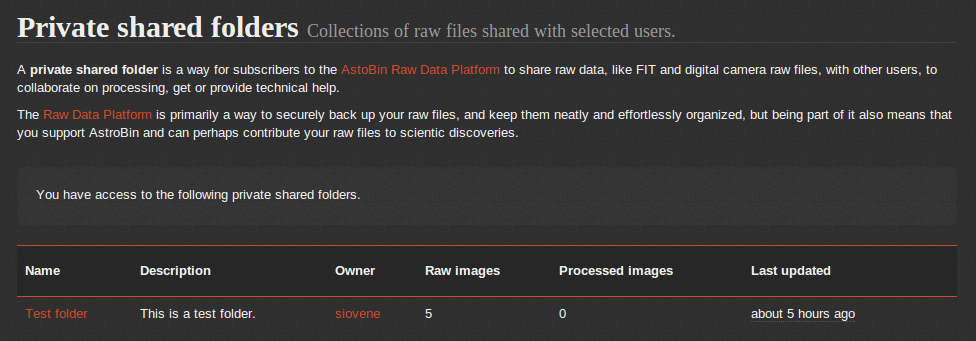 Private shared folders Collections of raw files shared with selected users.
A private shared folder is a way for subscribers to the AstoBin Raw Data Platform to share raw data, like FIT and digital camera raw files, with other users, to
collaborate on processing, get or provide technical help.
The Raw Data Platform is primarily a way to securely back up your raw files, and keep them neatly and effortlessly organized, but being part of it also means that
you support AstroBin and can perhaps contribute your raw files to scientic discoveries.
You have access to the following private shared folders.
Name Description Owner Raw images Processed images Last updated
Test folder This is a test folder. siovene 5 0 about 5 hours ago